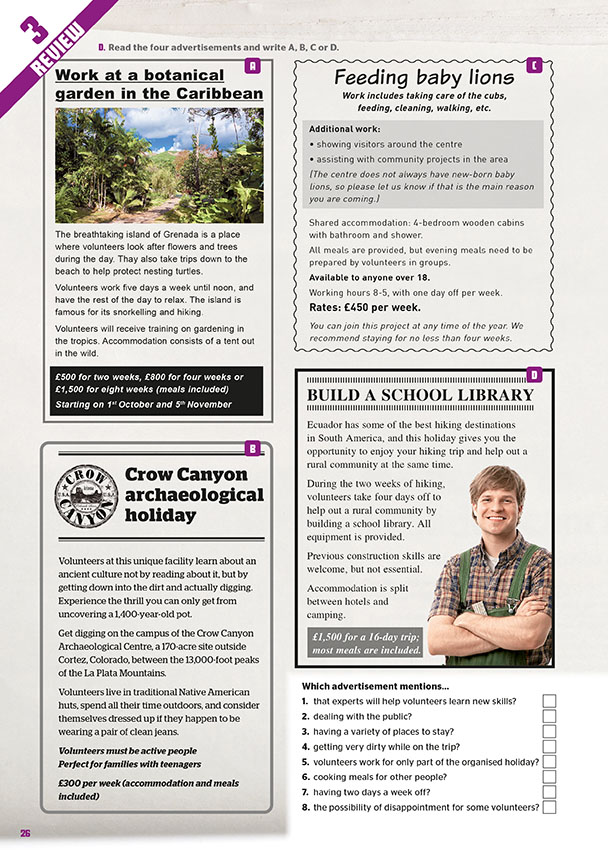 3
REVIEW
D. Read the four advertisements and write A, B, C or D.
A
Work at a botanical
garden in the Caribbean
The breathtaking island of Grenada is a place
where volunteers look after flowers and trees
during the day. Thay also take trips down to the
beach to help protect nesting turtles.
Volunteers work five days a week until noon, and
have the rest of the day to relax. The island is
famous for its snorkelling and hiking.
Volunteers will receive training on gardening in
the tropics. Accommodation consists of a tent out
in the wild.
£500 for two weeks, £800 for four weeks or
£1,500 for eight weeks (meals included)
Starting on 1st October and 5th November
B
CROW
CANYON
U.S.A.
U.S.A.
Crow Canyon
archaeological
holiday
Volunteers at this unique facility learn about an
ancient culture not by reading about it, but by
getting down into the dirt and actually digging.
Experience the thrill you can only get from
uncovering a 1,400-year-old pot.
Get digging on the campus of the Crow Canyon
Archaeological Centre, a 170-acre site outside
Cortez, Colorado, between the 13,000-foot peaks
of the La Plata Mountains.
Volunteers live in traditional Native American
huts, spend all their time outdoors, and consider
themselves dressed up if they happen to be
wearing a pair of clean jeans.
Volunteers must be active people
Perfect for families with teenagers
£300 per week (accommodation and meals
included)
C
Feeding baby lions
Work includes taking care of the cubs,
feeding, cleaning, walking, etc.
Additional work:
• showing visitors around the centre
• assisting with community projects in the area
(The centre does not always have new-born baby
lions, so please let us know if that is the main reason
you are coming.)
Shared accommodation: 4-bedroom wooden cabins
with bathroom and shower.
All meals are provided, but evening meals need to be
prepared by volunteers in groups.
Available to anyone over 18.
Working hours 8-5, with one day off per week.
Rates: £450 per week.
You can join this project at any time of the year. We
recommend staying for no less than four weeks.
D
BUILD A SCHOOL LIBRARY
Ecuador has some of the best hiking destinations
in South America, and this holiday gives you the
opportunity to enjoy your hiking trip and help out a
rural community at the same time.
During the two weeks of hiking,
volunteers take four days off to
help out a rural community by
building a school library. All
equipment is provided.
Previous construction skills are
welcome, but not essential.
Accommodation is split
between hotels and
camping.
£1,500 for a 16-day trip;
most meals are included.
Which advertisement mentions...
1. that experts will help volunteers learn new skills?
2. dealing with the public?
3. having a variety of places to stay?
4. getting very dirty while on the trip?
5. volunteers work for only part of the organised holiday?
6. cooking meals for other people?
7. having two days a week off?
8. the possibility of disappointment for some volunteers?
26